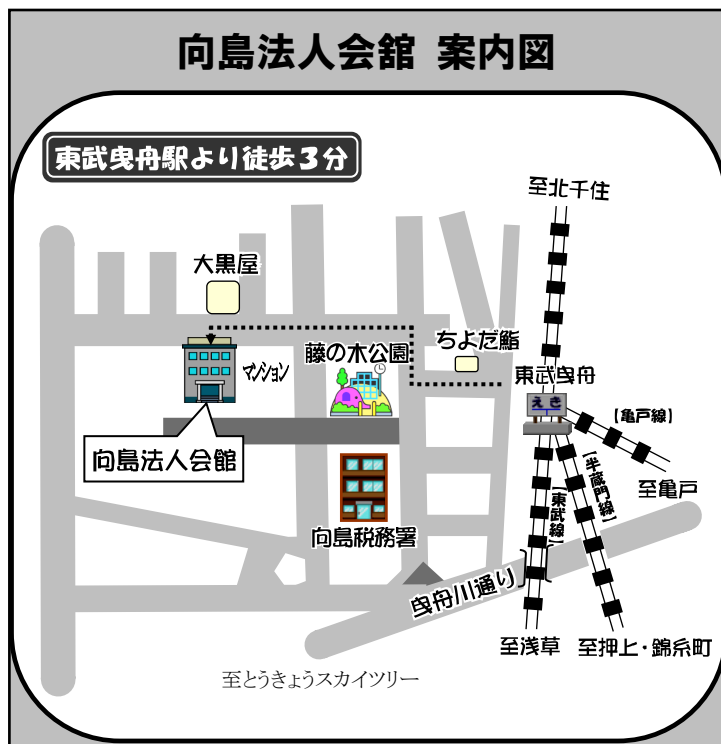 向島法人会舘 案内図
東武曳舟駅より徒歩3分
至北千住
大黒屋
ちよだ鮨
マンション
藤の木公園
東武曳舟
えき
【亀戸線】
向島法人会舘
至亀戸
【半蔵門線】
【東武線】
向島税務署
曳舟川通り
至浅草
至押上・錦糸町
至とうきょうスカイツリー